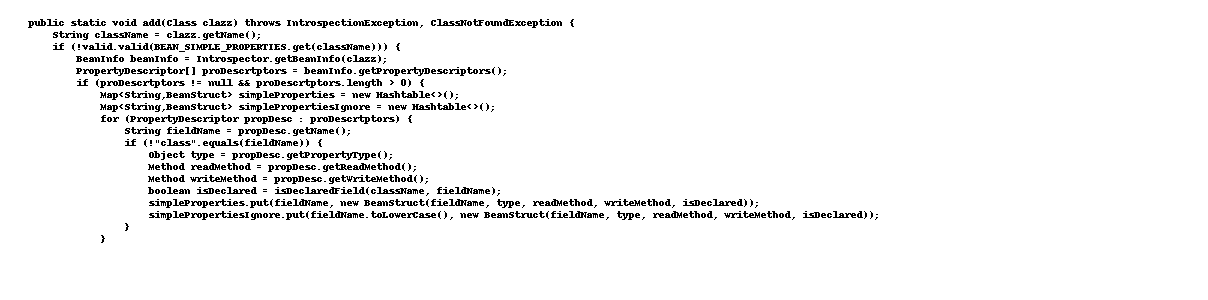 public static void add(Class clazz) throws IntrospectionException, ClassNotFoundException {
String className = clazz.getName();
if (!valid.valid(BEAN_SIMPLE_PROPERTIES.get(className))) {
BeanInfo beanInfo = Introspector.getBeanInfo(clazz);
PropertyDescriptor[] proDescrtptors = beanInfo.getPropertyDescriptors();
if (proDescrtptors != null && proDescrtptors.length > 0) {
Map<String,BeanStruct> simpleProperties = new Hashtable<>();
Map<String,BeanStruct> simplePropertiesIgnore = new Hashtable<>();
for (PropertyDescriptor propDesc : proDescrtptors) {
String fieldName = propDesc.getName();
if (!"class".equals(fieldName)) {
Object type = propDesc.getPropertyType();
Method readMethod = propDesc.getReadMethod();
Method writeMethod = propDesc.getWriteMethod();
boolean isDeclared = isDeclaredField(className, fieldName);
simpleProperties.put(fieldName, new BeanStruct(fieldName, type, readMethod, writeMethod, isDeclared));
simplePropertiesIgnore.put(fieldName.toLowerCase(), new BeanStruct(fieldName, type, readMethod, writeMethod, isDeclared));
}
}